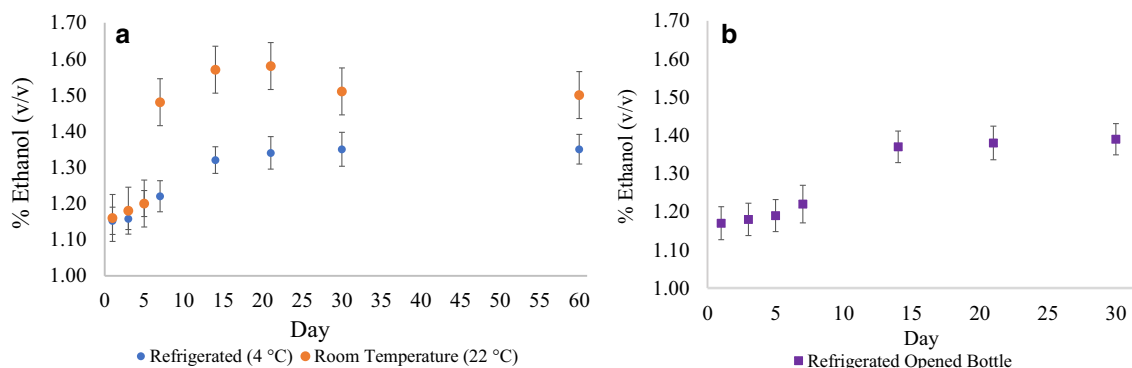 a
% Ethanol (v/v)
1.70
1.60
1.50
1.40
1.30
1.20
1.10
1.00
0 5 10 15 20 25 30 35 40 45 50 55 60
Day
Refrigerated (4 °C) Room Temperature (22 °C)
b
% Ethanol (v/v)
1.70
1.60
1.50
1.40
1.30
1.20
1.10
1.00
0 5 10 15 20 25 30
Day
Refrigerated Opened Bottle